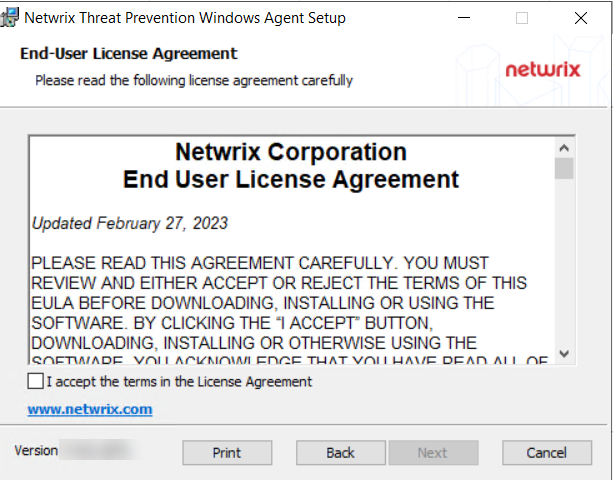 Netwrix Threat Prevention Windows Agent Setup
End-User License Agreement
Please read the following license agreement carefully
netwrix
Netwrix Corporation
End User License Agreement
Updated February 27, 2023
PLEASE READ THIS AGREEMENT CAREFULLY. YOU MUST
REVIEW AND EITHER ACCEPT OR REJECT THE TERMS OF THIS
EULA BEFORE DOWNLOADING, INSTALLING OR USING THE
SOFTWARE. BY CLICKING THE “I ACCEPT” BUTTON,
DOWNLOADING, INSTALLING OR OTHERWISE USING THE
SOFTWARE, YOU ACKNOWLEDGE THAT YOU HAVE READ ALL OF
I accept the terms in the License Agreement
www.netwrix.com
Version
Print Back Next Cancel